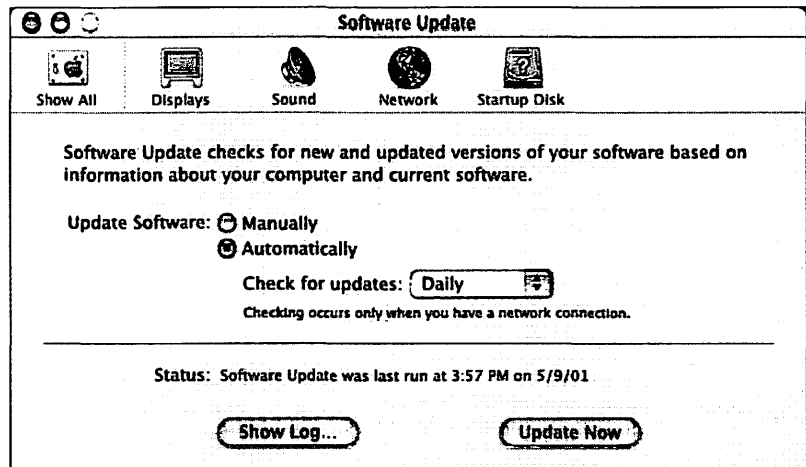 Software Update
Show All Displays Sound Network Startup Disk
Software Update checks for new and updated versions of your software based on
information about your computer and current software.
Update Software: Manually
Automatically
Check for updates: Daily
Checking occurs only when you have a network connection.
Status: Software Update was last run at 3:57 PM on 5/9/01
Show Log... Update Now